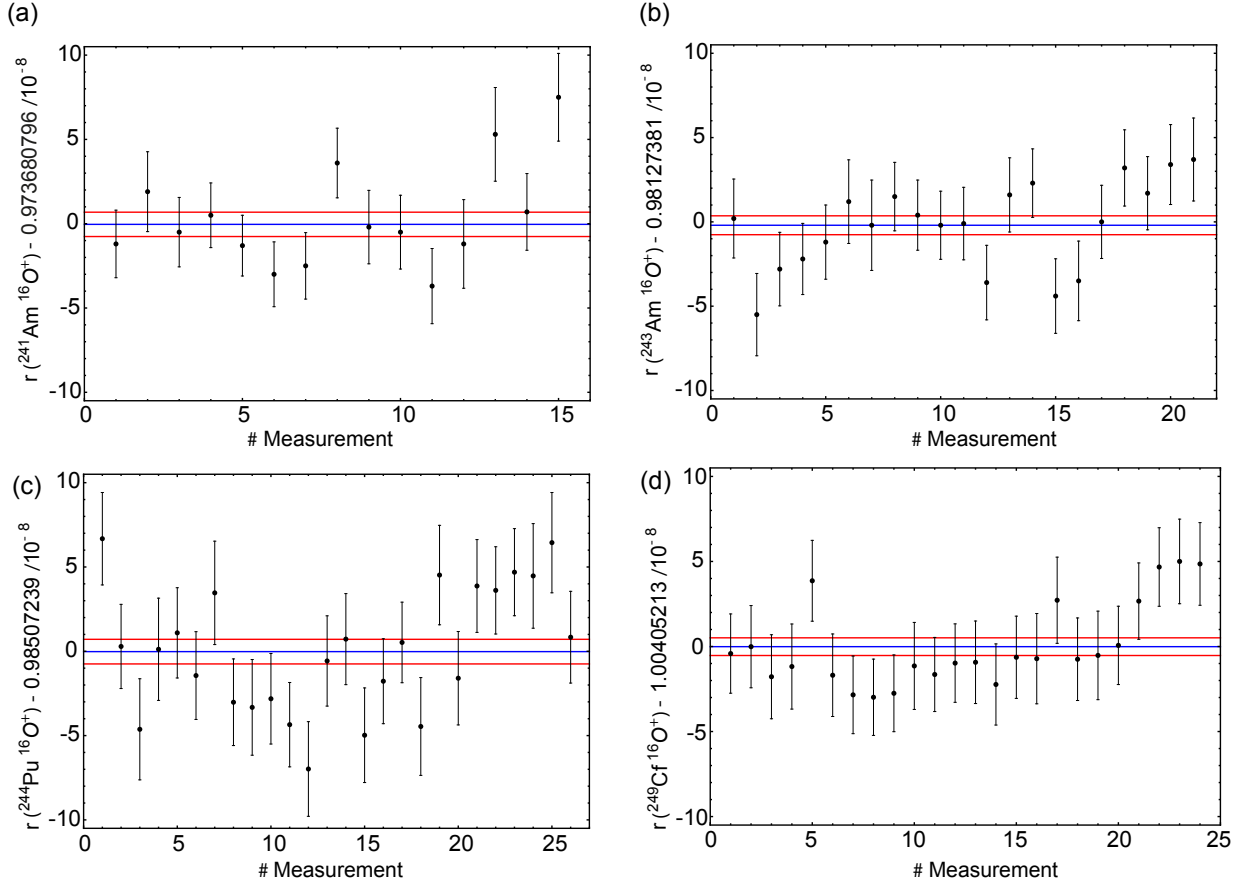 (a)
r (²⁴¹Am ¹⁶O⁺) - 0.973680796 /10⁻⁸
10
5
0
-5
-10
0 5 10 15
# Measurement
(b)
r (²⁴³Am ¹⁶O⁺) - 0.98127381 /10⁻⁸
10
5
0
-5
-10
0 5 10 15 20
# Measurement
(c)
r (²⁴⁴Pu ¹⁶O⁺) - 0.98507239 /10⁻⁸
10
5
0
-5
-10
0 5 10 15 20 25
# Measurement
(d)
r (²⁴⁹Cf ¹⁶O⁺) - 1.00405213 /10⁻⁸
10
5
0
-5
-10
0 5 10 15 20 25
# Measurement